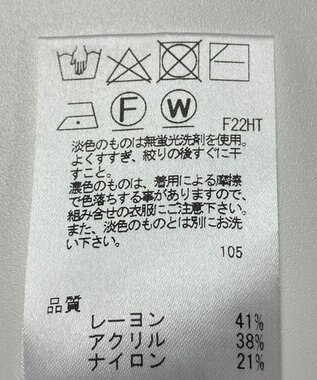 F
W
F22HT
淡色のものは無蛍光洗剤を使用。
よくすすぎ、絞りの後すぐに干
すこと。
濃色のものは、着用による摩擦
で色落ちする事がありますので、
組み合せの衣服にご注意下さい。
また、淡色のものとは別にお洗
い下さい。
105
品質
レーヨン 41%
アクリル 38%
ナイロン 21%